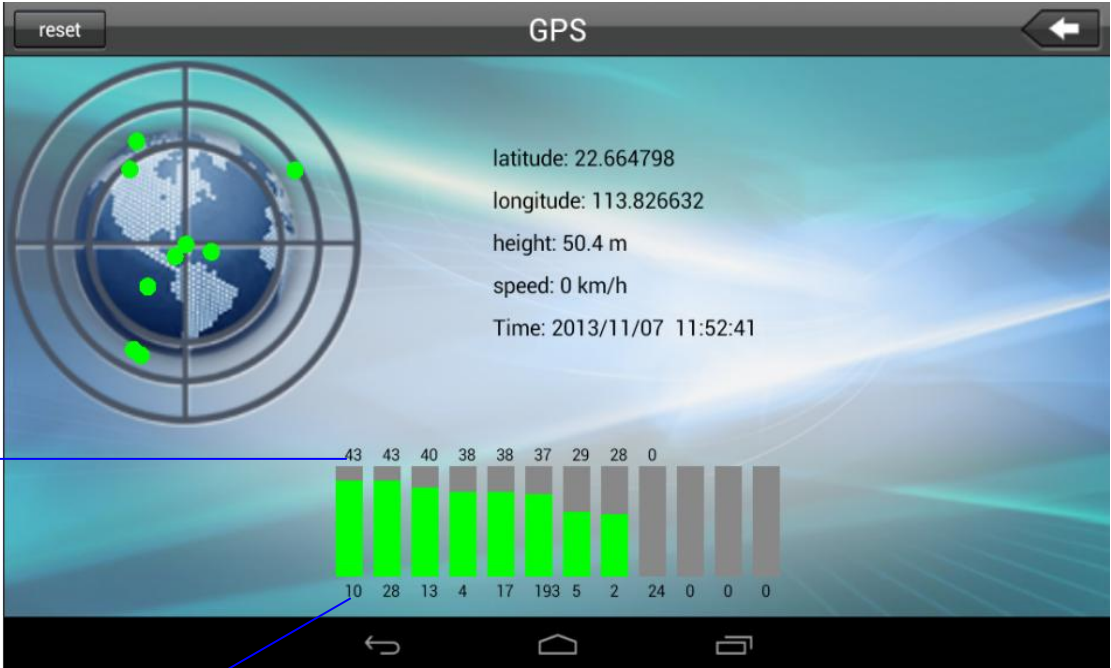 reset GPS
latitude: 22.664798
longitude: 113.826632
height: 50.4 m
speed: 0 km/h
Time: 2013/11/07 11:52:41
43 43 40 38 38 37 29 28 0
10 28 13 4 17 193 5 2 24 0 0 0